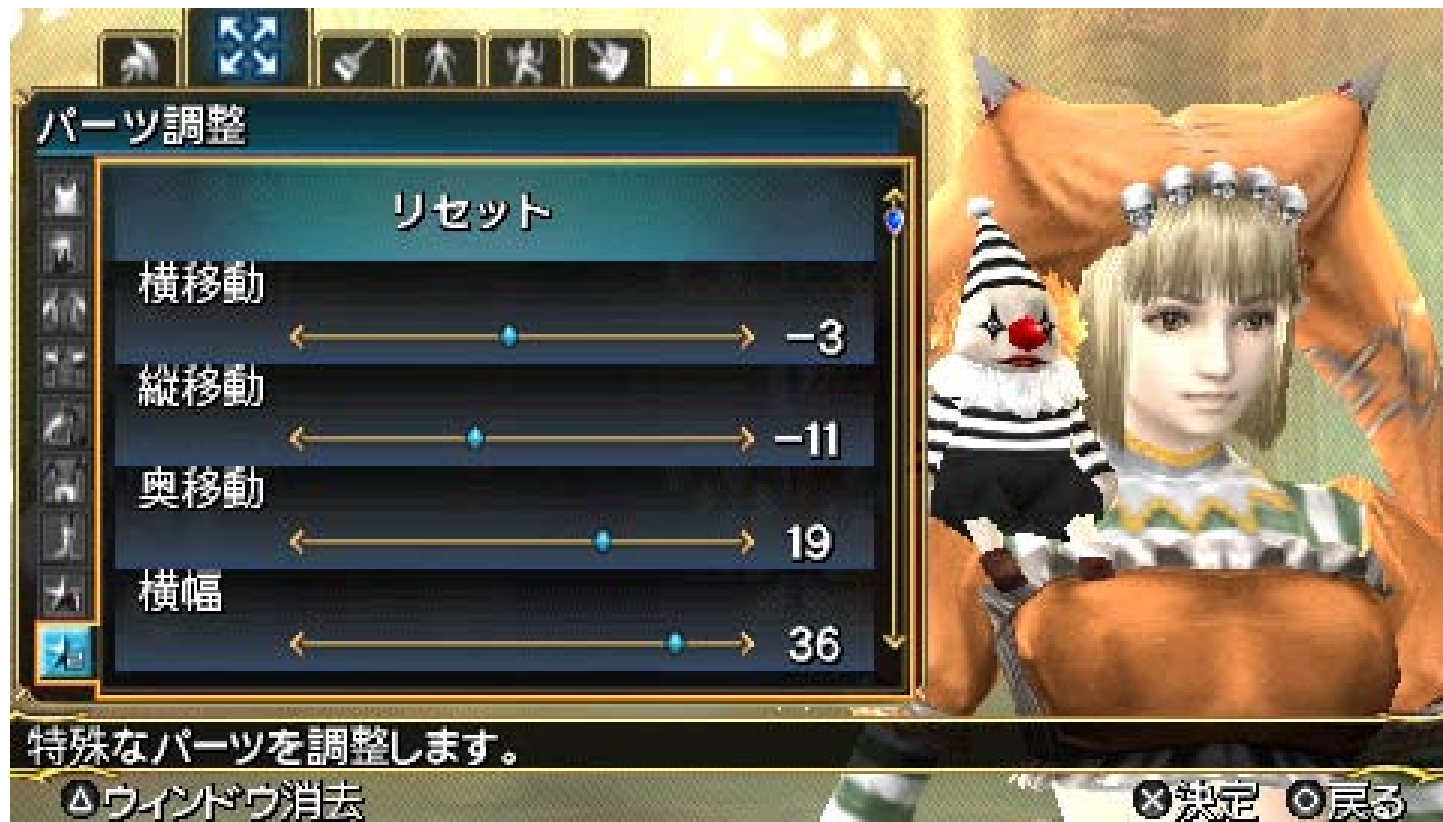 パーツ調整
リセット
横移動
-3
縦移動
-11
奥移動
19
横幅
36
特殊なパーツを調整します。
△ウィンドウ消去
×決定 ○戻る